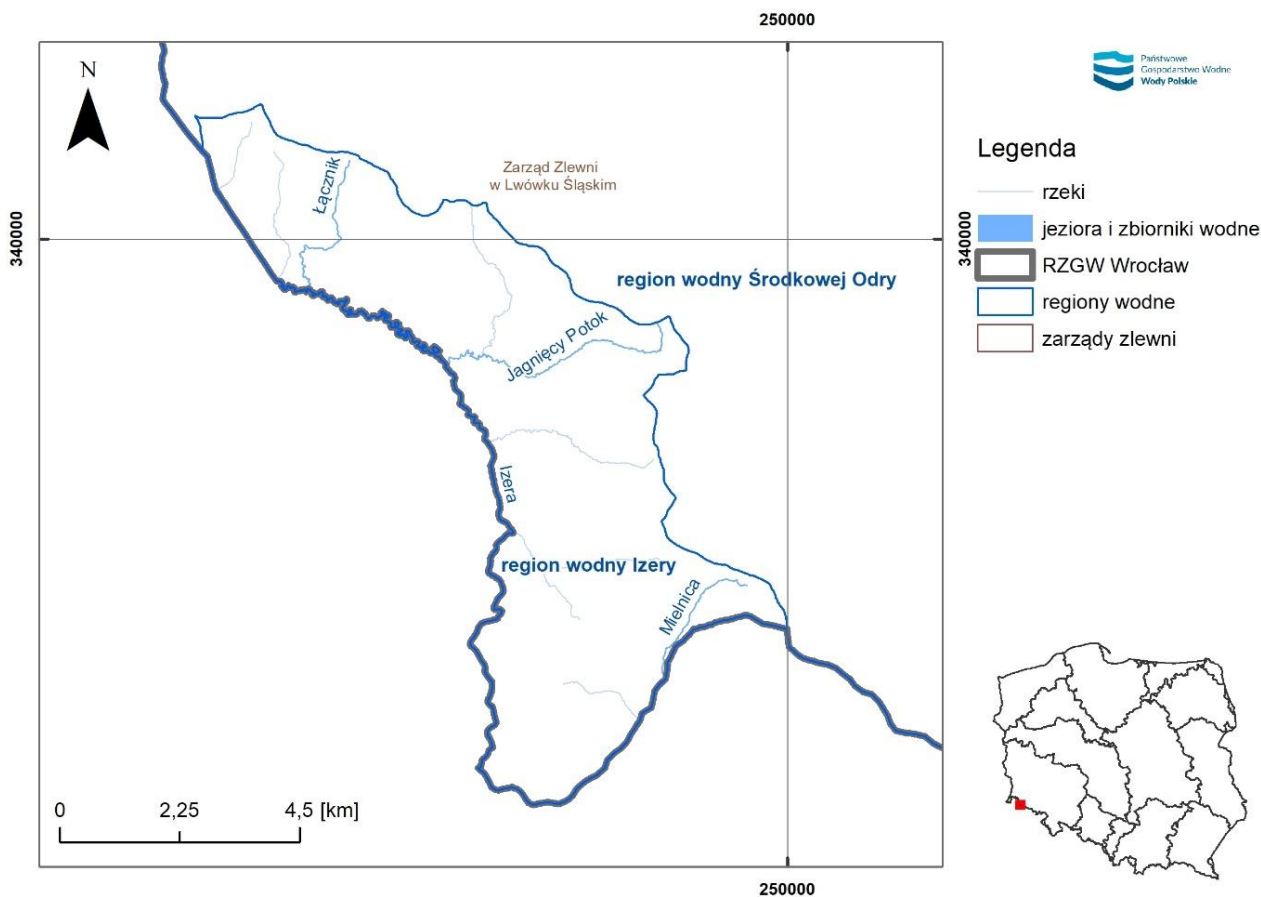 250000
N
340000
Łącznik
Zarząd Zlewni
w Lwówku Śląskim
region wodny Środkowej Odry
Jagnięcy Potok
Izera
region wodny Izery
Mielnica
0 2,25 4,5 [km]
250000
Państwowe
Gospodarstwo Wodne
Wody Polskie
Legenda
rzeki
340000
jeziora i zbiorniki wodne
RZGW Wrocław
regiony wodne
zarządy zlewni